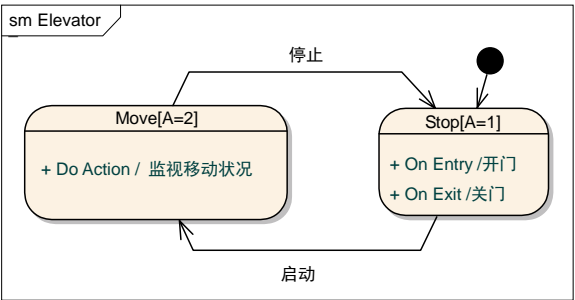 sm Elevator
停止
Move[A=2]
+ Do Action / 监视移动状况
Stop[A=1]
+ On Entry /开门
+ On Exit /关门
启动